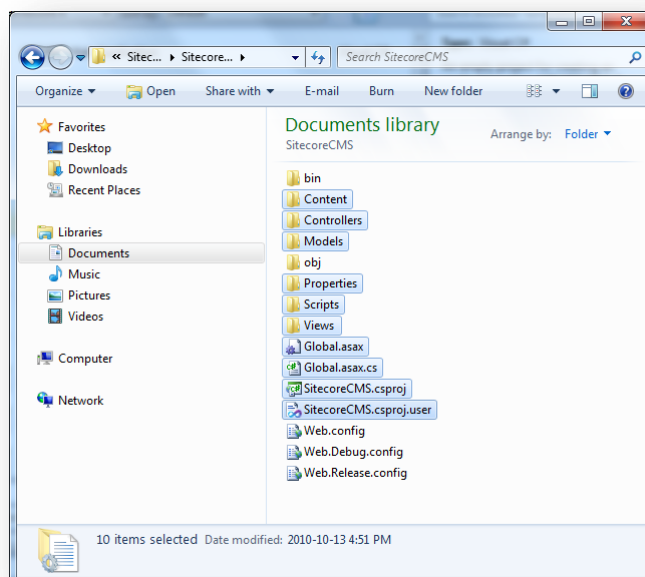 « Sitec... Sitecore...
Search SitecoreCMS
Organize Open Share with E-mail Burn New folder
Favorites
Desktop
Downloads
Recent Places
Libraries
Documents
Music
Pictures
Videos
Computer
Network
Documents library
SitecoreCMS
Arrange by: Folder
bin
Content
Controllers
Models
obj
Properties
Scripts
Views
Global.asax
Global.asax.cs
SitecoreCMS.csproj
SitecoreCMS.csproj.user
Web.config
Web.Debug.config
Web.Release.config
10 items selected Date modified: 2010-10-13 4:51 PM